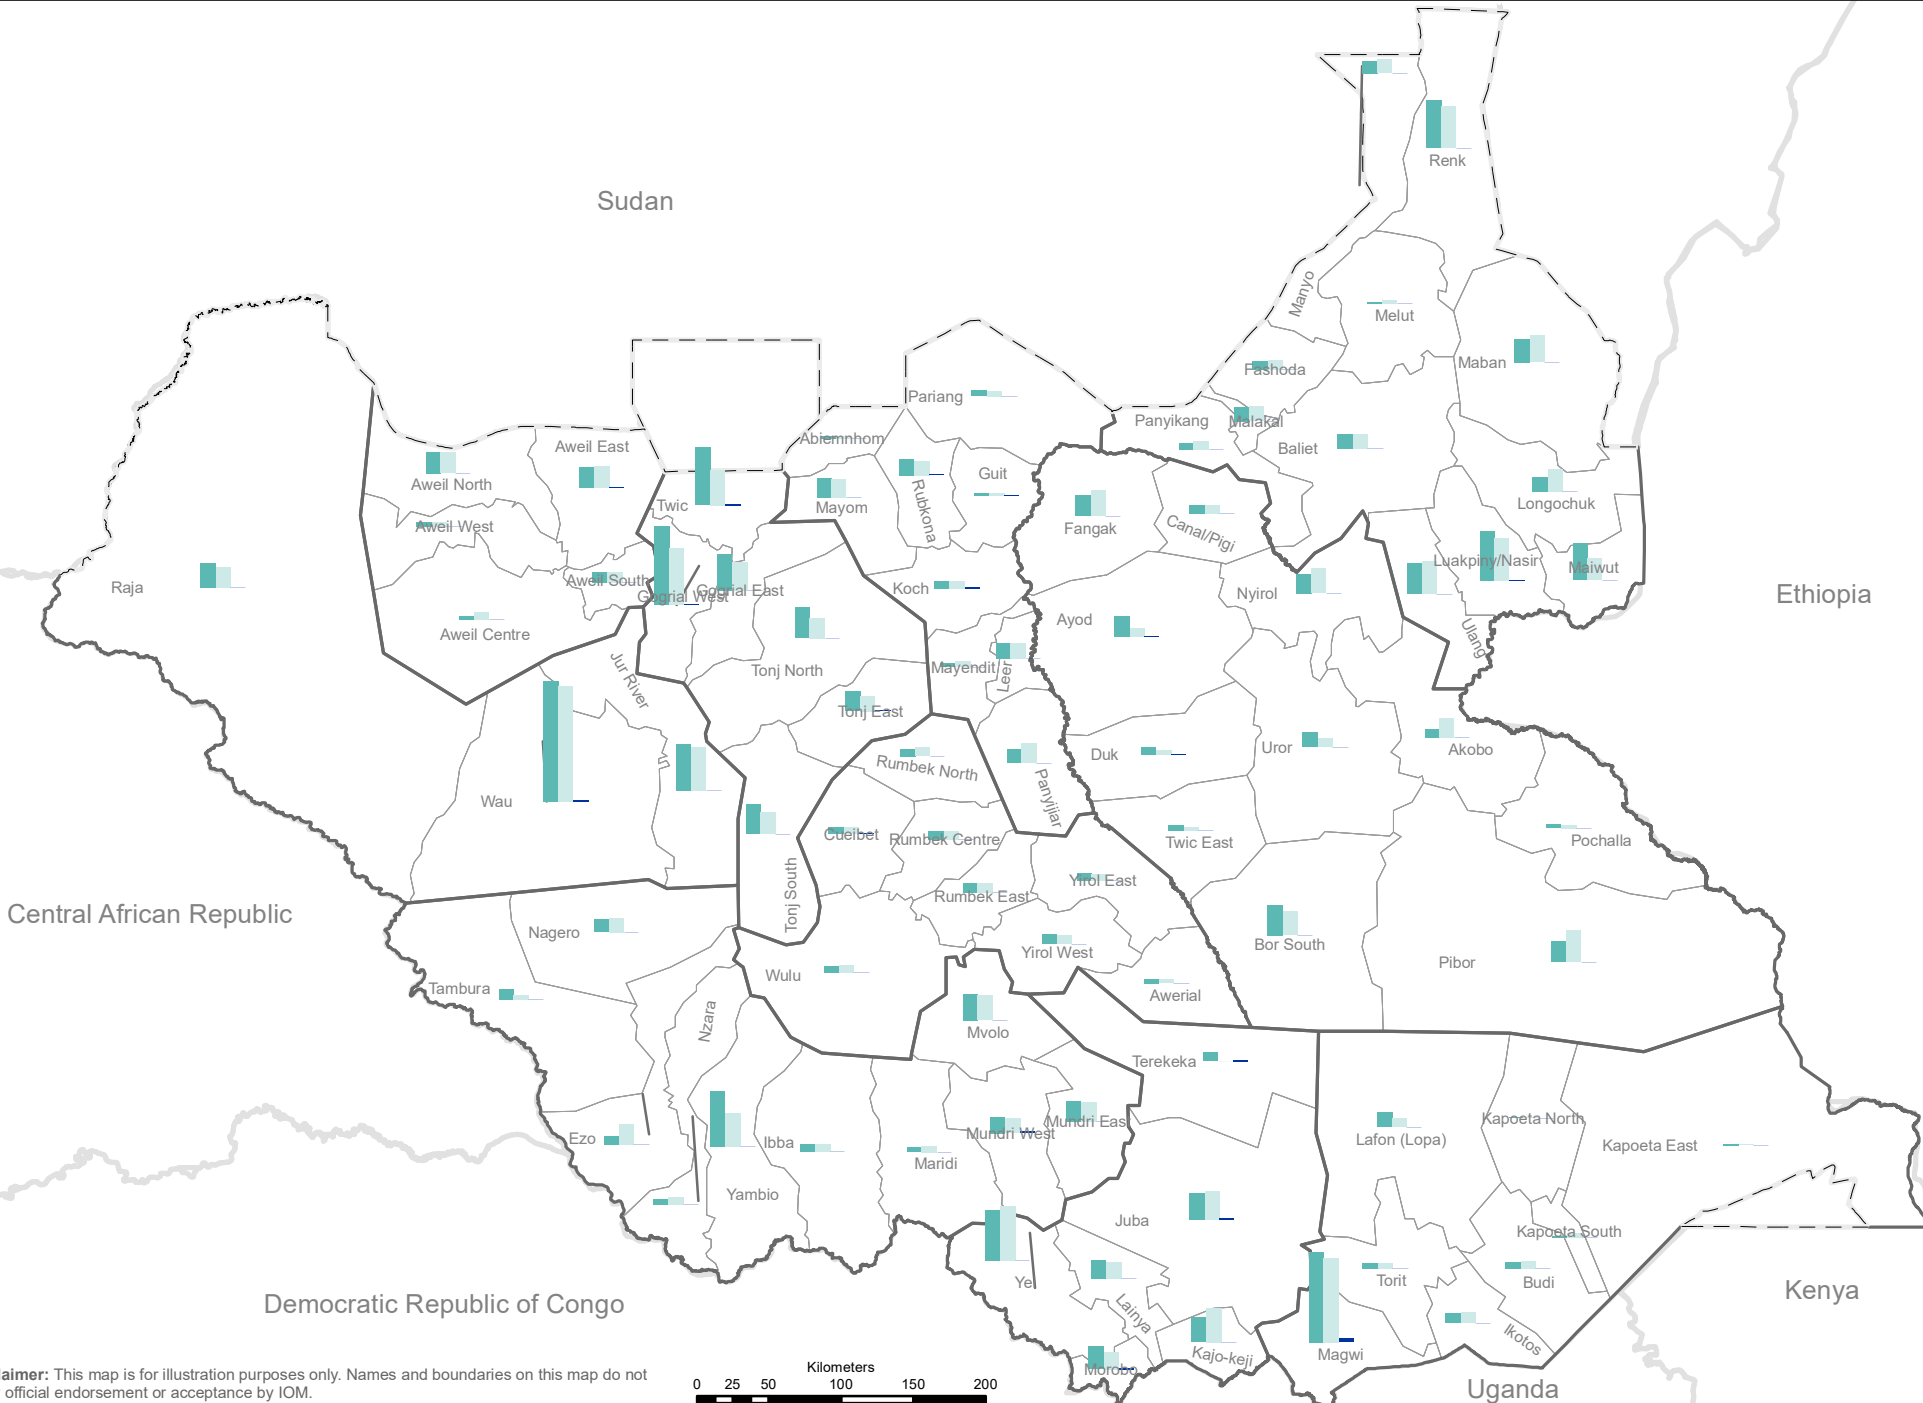 Sudan
Renk
Manyo
Melut
Maban
Fashoda
Pariang
Panyikang
Malakal
Abiemnhom
Baliet
Aweil East
Aweil North
Guit
Longochuk
Twic
Mayom
Rubkona
Fangak
Canal/Pigi
Aweil West
Luakpiny/Nasir
Maiwut
Raja
Aweil South
Gogrial West
Gogrial East
Koch
Nyirol
Ethiopia
Aweil Centre
Ayod
Ulang
Jur River
Tonj North
Mayendit
Leer
Tonj East
Duk
Uror
Akobo
Rumbek North
Panyijiar
Wau
Cueibet
Rumbek Centre
Twic East
Pochalla
Tonj South
Yirol East
Rumbek East
Central African Republic
Nagero
Yirol West
Bor South
Pibor
Wulu
Tambura
Awerial
Nzara
Mvolo
Terekeka
Kapoeta North
Mundri East
Mundri West
Ezo
Ibba
Lafon (Lopa)
Kapoeta East
Maridi
Yambio
Juba
Kapoeta South
Yei
Torit
Budi
Kenya
Democratic Republic of Congo
Lainya
Ikotos
Magwi
Kajo-keji
Morobo
Uganda
laimer: This map is for illustration purposes only. Names and boundaries on this map do not
official endorsement or acceptance by IOM.
Kilometers
0 25 50 100 150 200